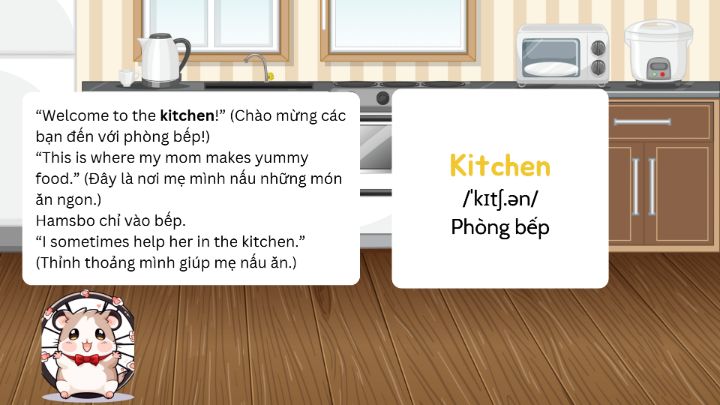 “Welcome to the kitchen!” (Chào mừng các
bạn đến với phòng bếp!)
“This is where my mom makes yummy
food.” (Đây là nơi mẹ mình nấu những món
ăn ngon.)
Hamsbo chỉ vào bếp.
“I sometimes help her in the kitchen.”
(Thỉnh thoảng mình giúp mẹ nấu ăn.)
Kitchen
/ˈkɪtʃ.ən/
Phòng bếp